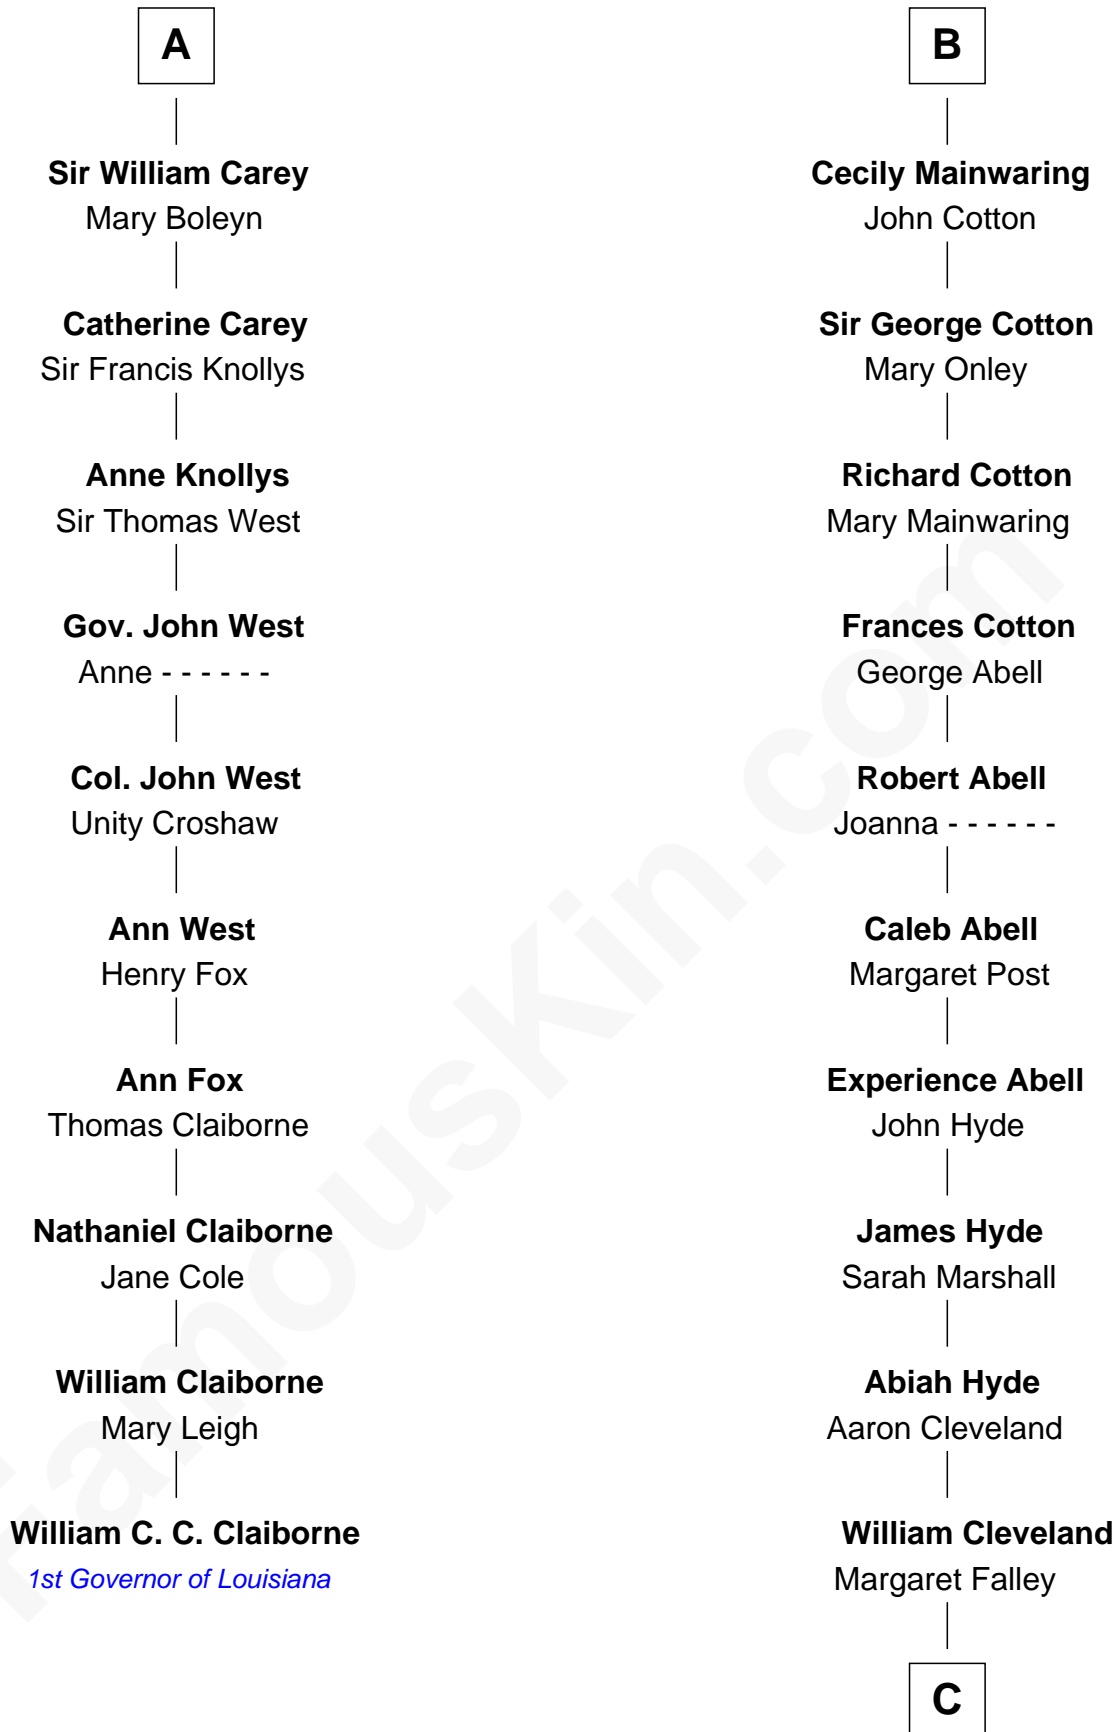 A
Sir William Carey
Mary Boleyn
Catherine Carey
Sir Francis Knollys
Anne Knollys
Sir Thomas West
Gov. John West
Anne - - - - - -
Col. John West
Unity Croshaw
Ann West
Henry Fox
Ann Fox
Thomas Claiborne
Nathaniel Claiborne
Jane Cole
William Claiborne
Mary Leigh
William C. C. Claiborne
1st Governor of Louisiana
B
Cecily Mainwaring
John Cotton
Sir George Cotton
Mary Onley
Richard Cotton
Mary Mainwaring
Frances Cotton
George Abell
Robert Abell
Joanna - - - - - -
Caleb Abell
Margaret Post
Experience Abell
John Hyde
James Hyde
Sarah Marshall
Abiah Hyde
Aaron Cleveland
William Cleveland
Margaret Falley
C
FamousKin.com